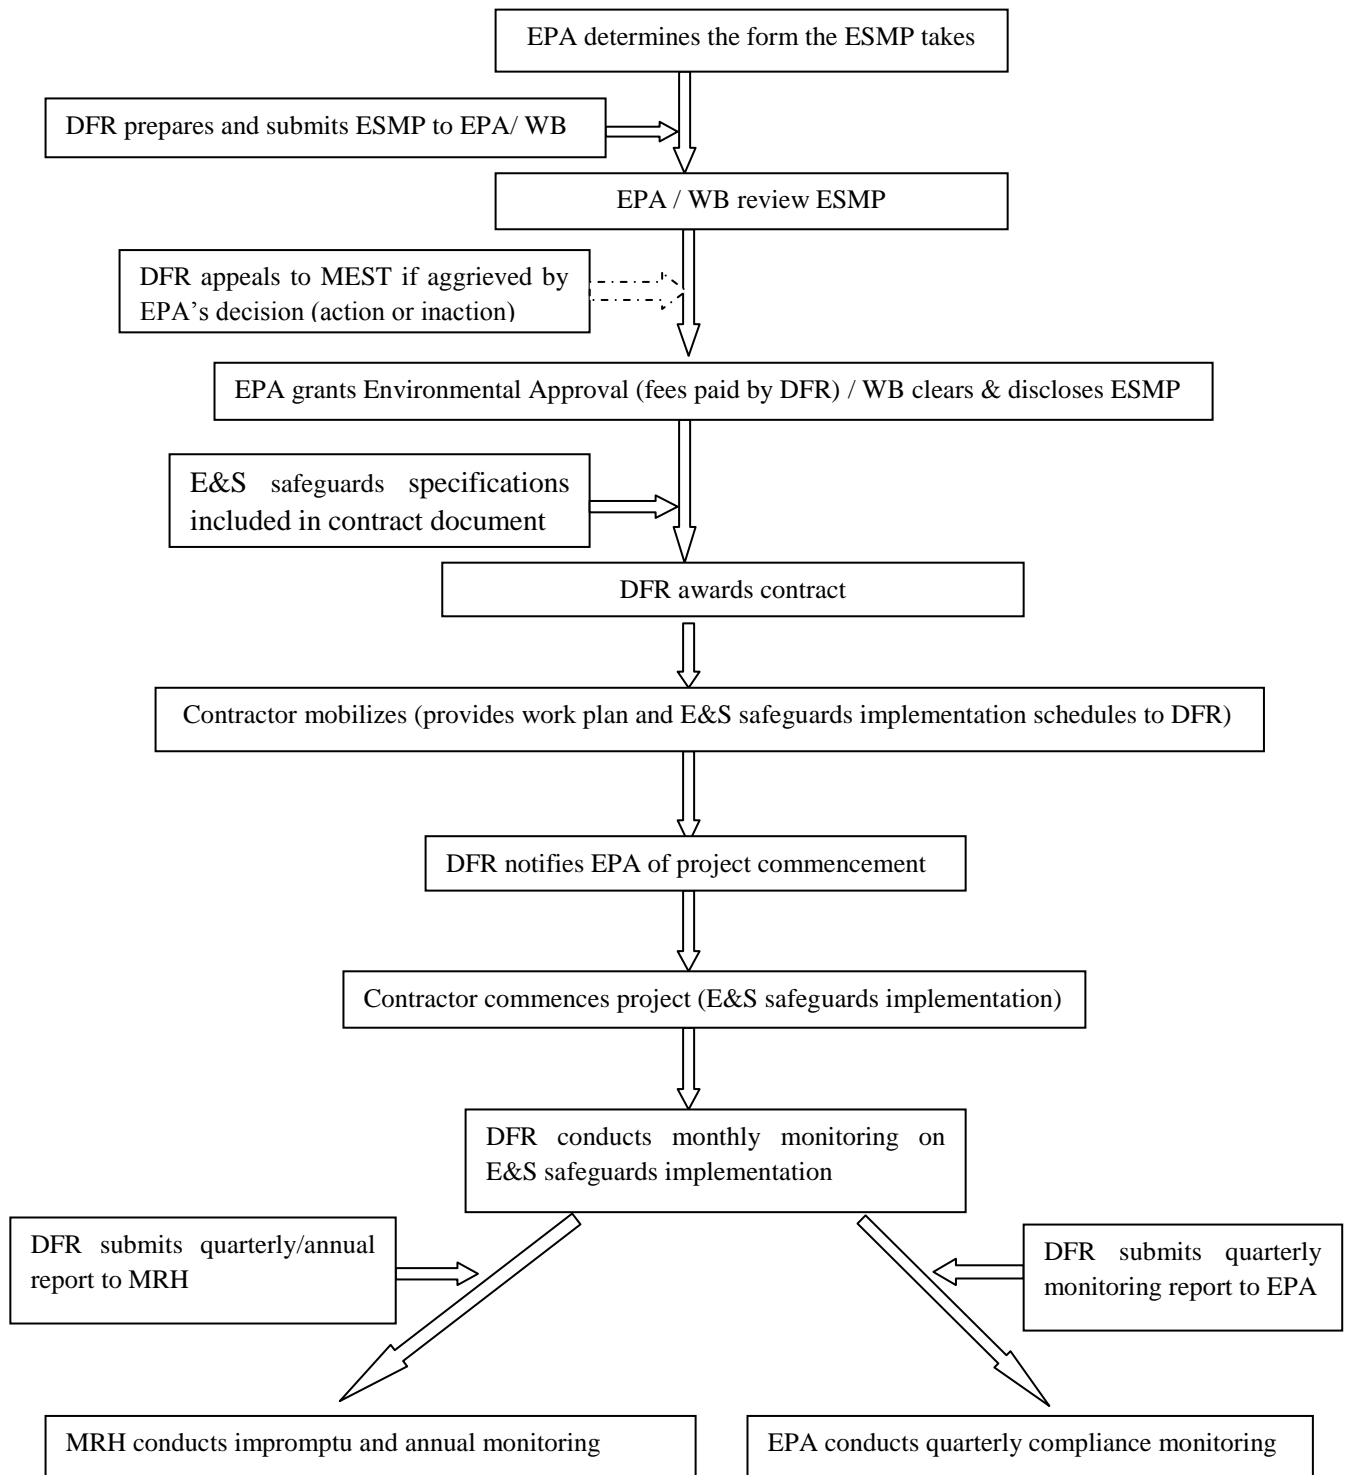 EPA determines the form the ESMP takes
DFR prepares and submits ESMP to EPA/ WB
EPA / WB review ESMP
DFR appeals to MEST if aggrieved by
EPA’s decision (action or inaction)
EPA grants Environmental Approval (fees paid by DFR) / WB clears & discloses ESMP
E&S safeguards specifications
included in contract document
DFR awards contract
Contractor mobilizes (provides work plan and E&S safeguards implementation schedules to DFR)
DFR notifies EPA of project commencement
Contractor commences project (E&S safeguards implementation)
DFR conducts monthly monitoring on
E&S safeguards implementation
DFR submits quarterly/annual
report to MRH
DFR submits quarterly
monitoring report to EPA
MRH conducts impromptu and annual monitoring
EPA conducts quarterly compliance monitoring